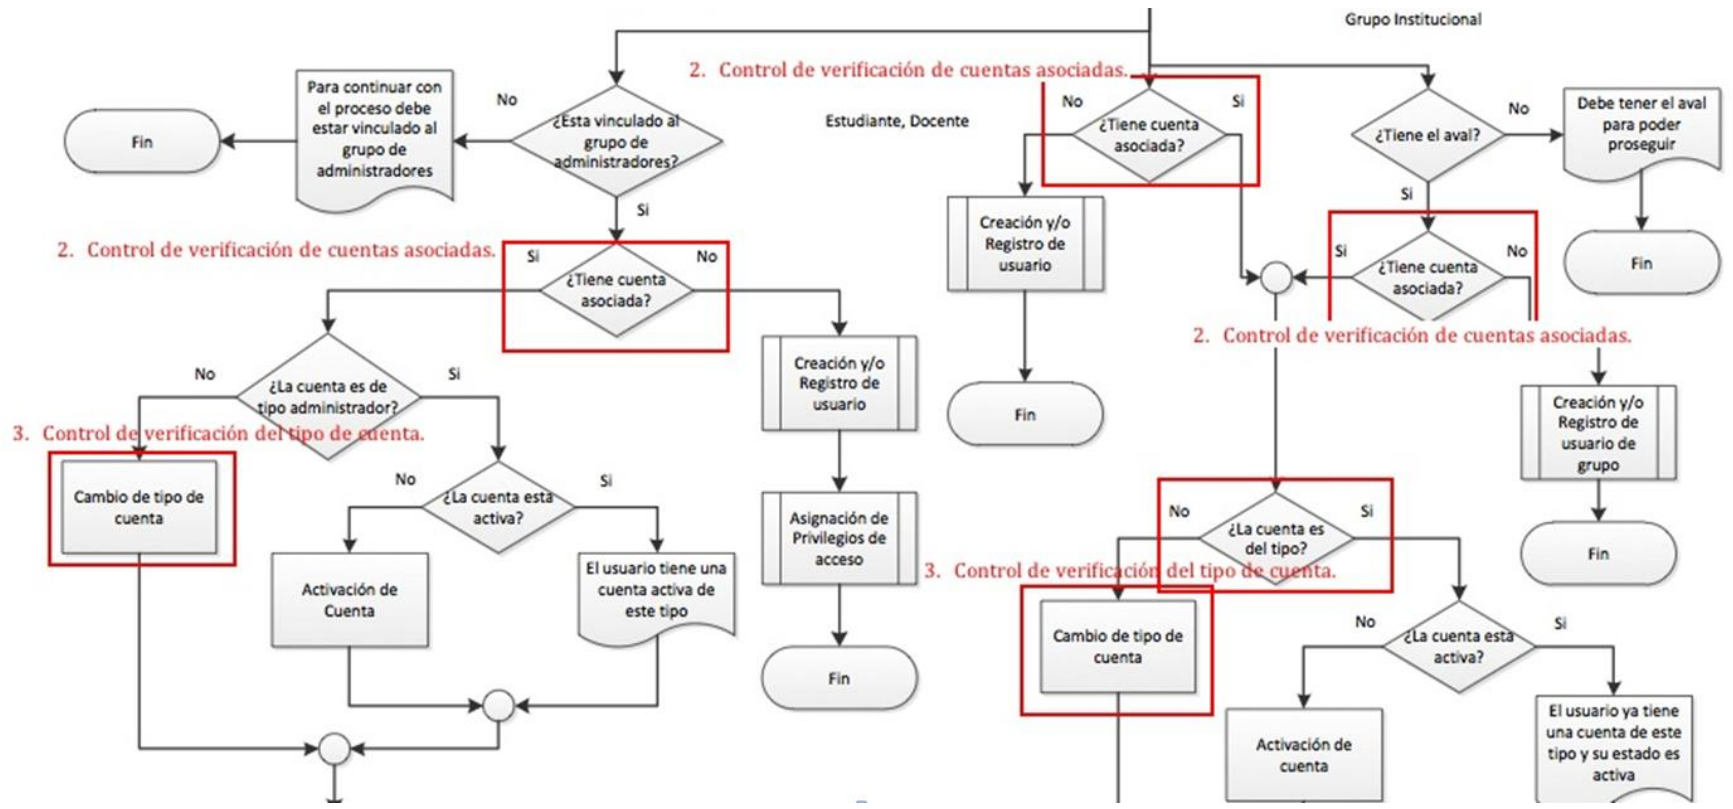 Grupo Institucional
2. Control de verificación de cuentas asociadas.
Para continuar con
el proceso debe
estar vinculado al
grupo de
administradores
No
Fin
¿Esta vinculado al
grupo de
administradores?
Si
Estudiante, Docente
No
Si
¿Tiene cuenta
asociada?
¿Tiene el aval?
No
Debe tener el aval
para poder
proseguir
Si
Fin
Creación y/o
Registro de
usuario
Fin
Si
No
¿Tiene cuenta
asociada?
2. Control de verificación de cuentas asociadas.
2. Control de verificación de cuentas asociadas.
Si
No
¿Tiene cuenta
asociada?
Creación y/o
Registro de
usuario
Asignación de
Privilegios de
acceso
Fin
No
Si
¿La cuenta es de
tipo administrador?
3. Control de verificación del tipo de cuenta.
Cambio de tipo de
cuenta
No
Si
¿La cuenta está
activa?
Activación de
Cuenta
El usuario tiene una
cuenta activa de
este tipo
Creación y/o
Registro de
usuario de
grupo
Fin
No
Si
¿La cuenta es
del tipo?
3. Control de verificación del tipo de cuenta.
Cambio de tipo de
cuenta
No
Si
¿La cuenta está
activa?
Activación de
cuenta
El usuario ya tiene
una cuenta de este
tipo y su estado es
activa